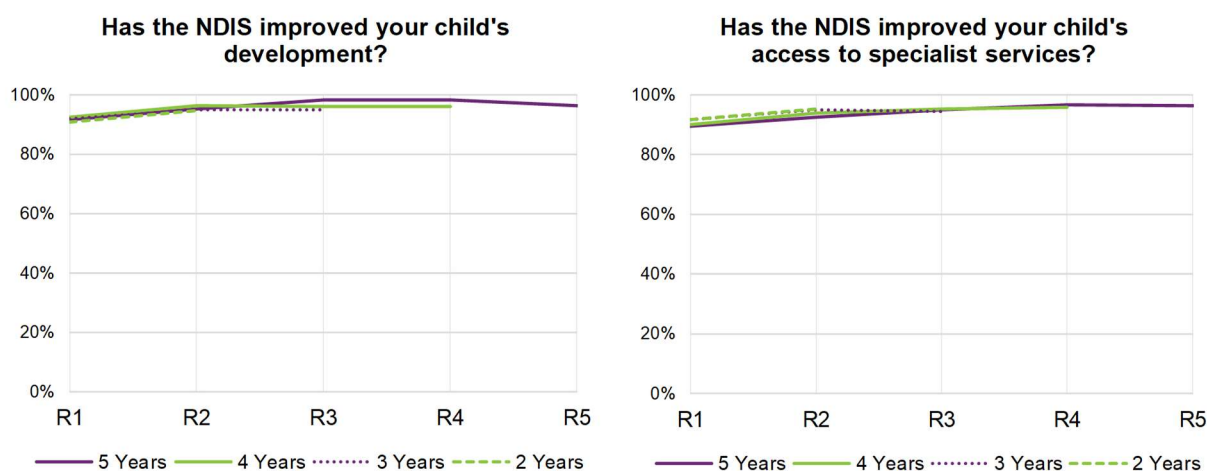 Has the NDIS improved your child's
development?
100%
80%
60%
40%
20%
0%
R1 R2 R3 R4 R5
5 Years 4 Years 3 Years 2 Years
Has the NDIS improved your child's
access to specialist services?
100%
80%
60%
40%
20%
0%
R1 R2 R3 R4 R5
5 Years 4 Years 3 Years 2 Years